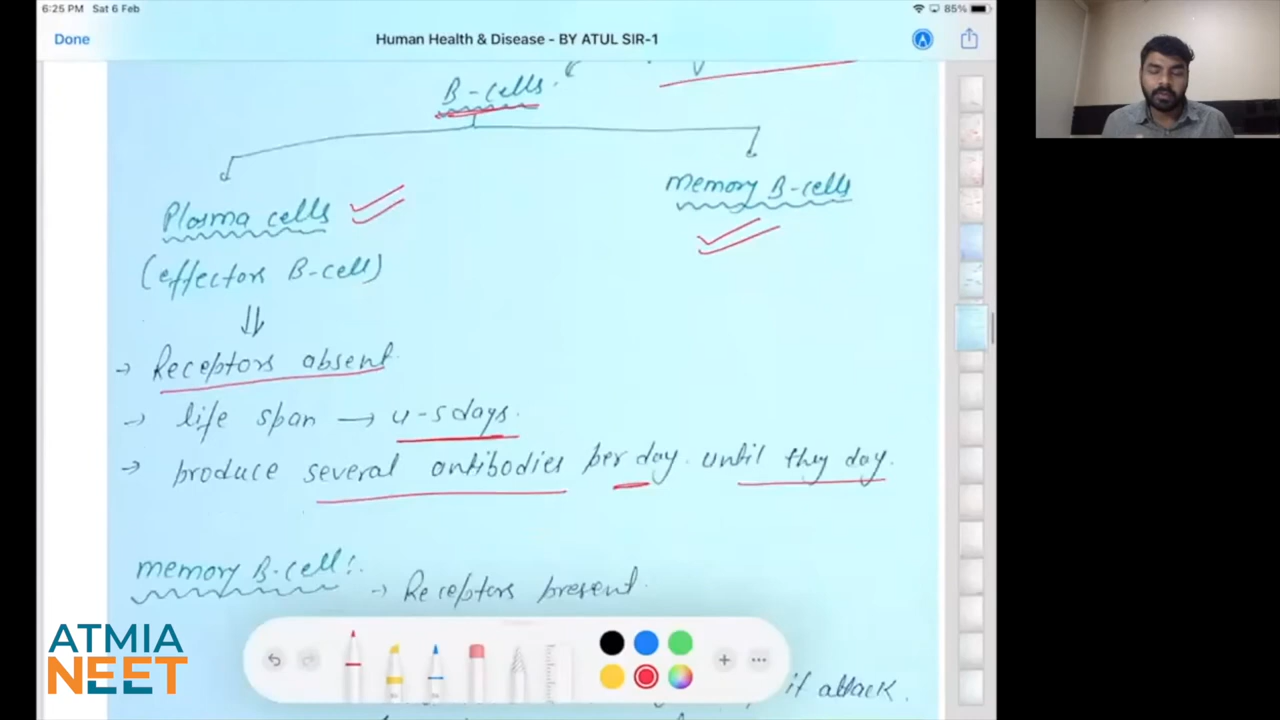 6:25 PM Sat 6 Feb
85%
Done
Human Health & Disease - BY ATUL SIR-1
B-cells.
Plasma cells
memory B-cells
(effectors B-cell)
→ Receptors absent.
→ life span → 4-5 days.
→ produce several antibodies per day. until they day.
memory B-cell:
→ Receptors present.
if attack.
ATMIA
NEET